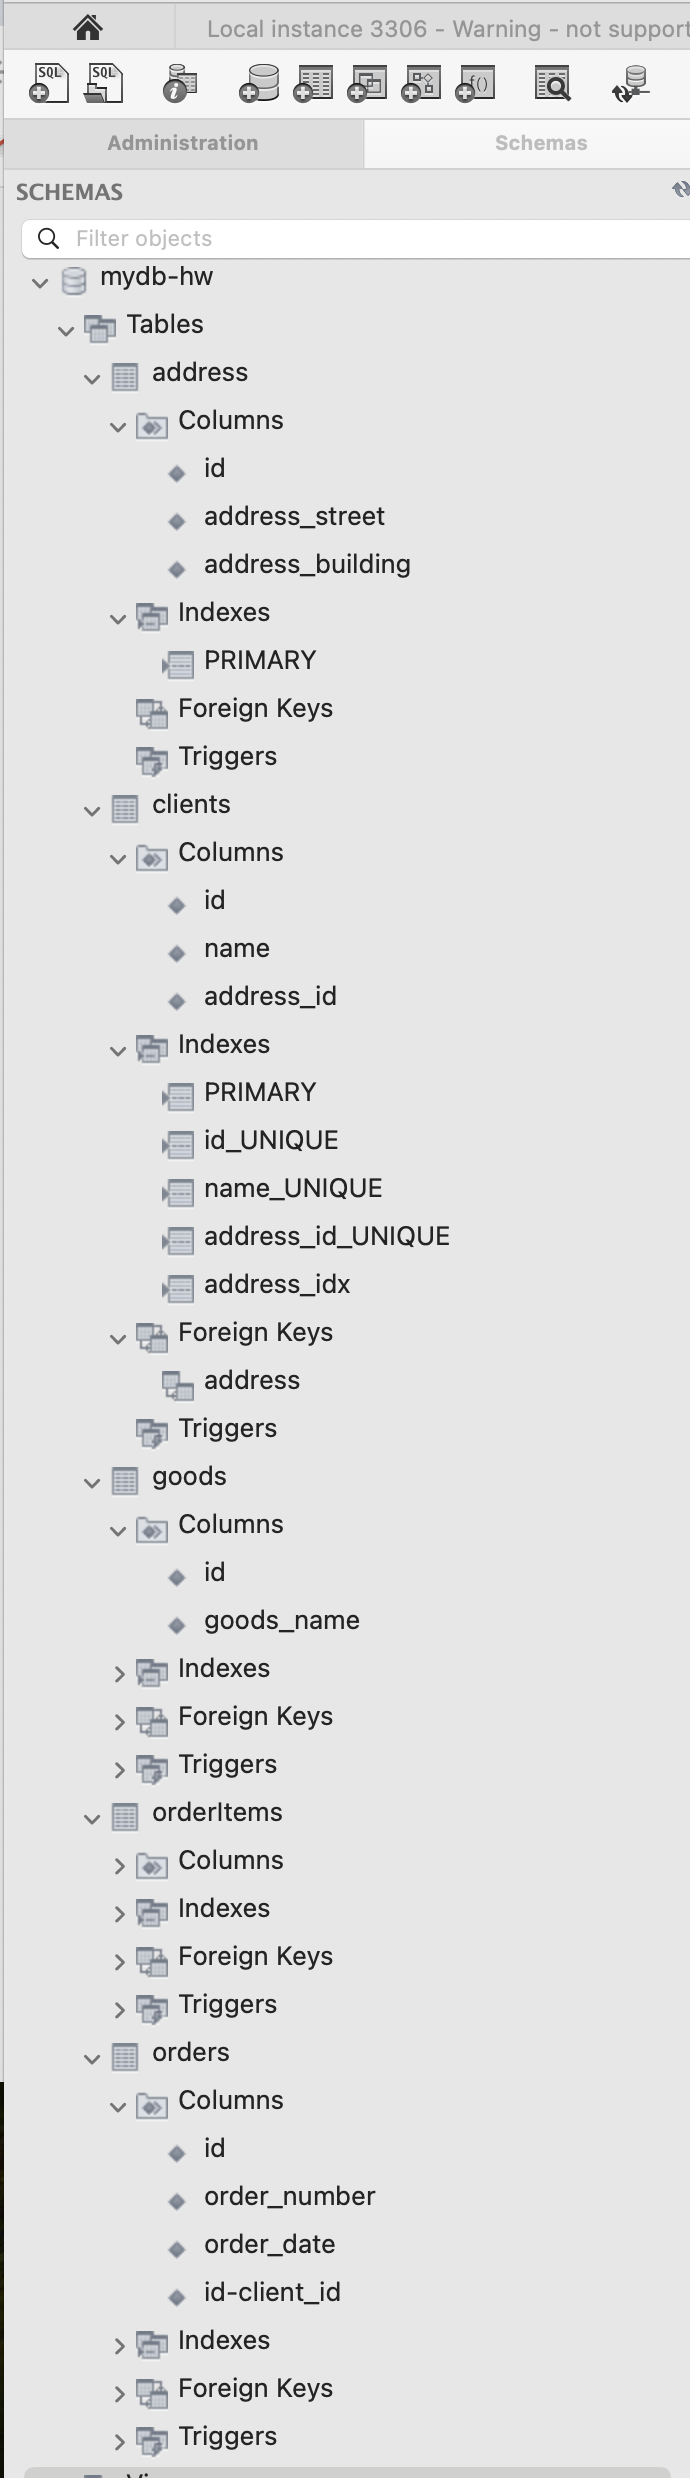 Local instance 3306 - Warning - not support
SQL
SQL
i
f()
Administration
Schemas
SCHEMAS
Filter objects
mydb-hw
Tables
address
Columns
id
address_street
address_building
Indexes
PRIMARY
Foreign Keys
Triggers
clients
Columns
id
name
address_id
Indexes
PRIMARY
id_UNIQUE
name_UNIQUE
address_id_UNIQUE
address_idx
Foreign Keys
address
Triggers
goods
Columns
id
goods_name
Indexes
Foreign Keys
Triggers
orderItems
Columns
Indexes
Foreign Keys
Triggers
orders
Columns
id
order_number
order_date
id-client_id
Indexes
Foreign Keys
Triggers